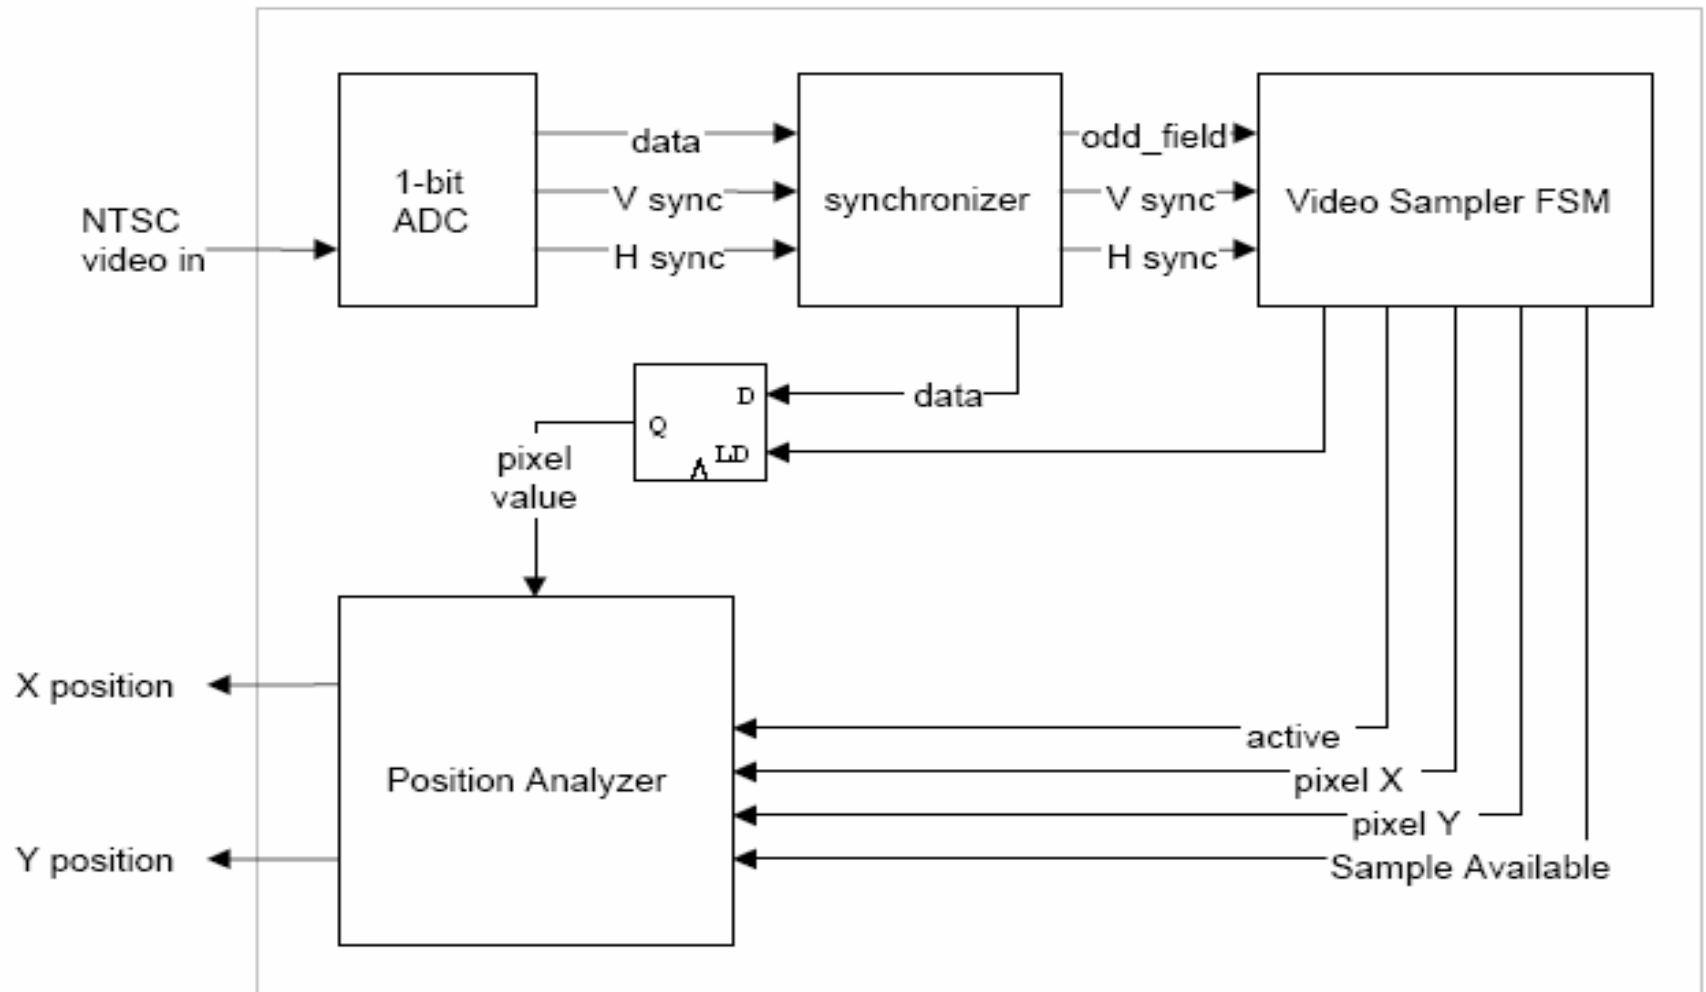 1-bit
ADC
NTSC
video in
data
V sync
H sync
synchronizer
odd_field
V sync
H sync
Video Sampler FSM
D
Q
LD
data
pixel
value
X position
Y position
Position Analyzer
active
pixel X
pixel Y
Sample Available